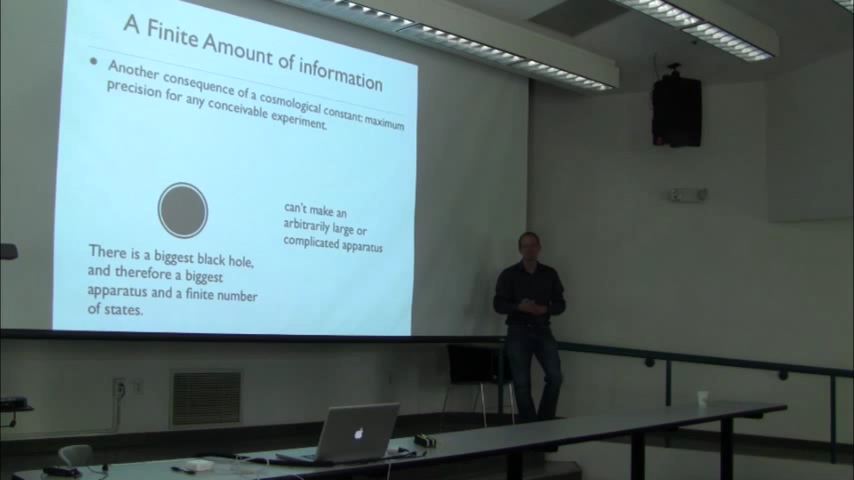 A Finite Amount of information
• Another consequence of a cosmological constant: maximum
precision for any conceivable experiment.
can't make an
arbitrarily large or
complicated apparatus
There is a biggest black hole,
and therefore a biggest
apparatus and a finite number
of states.